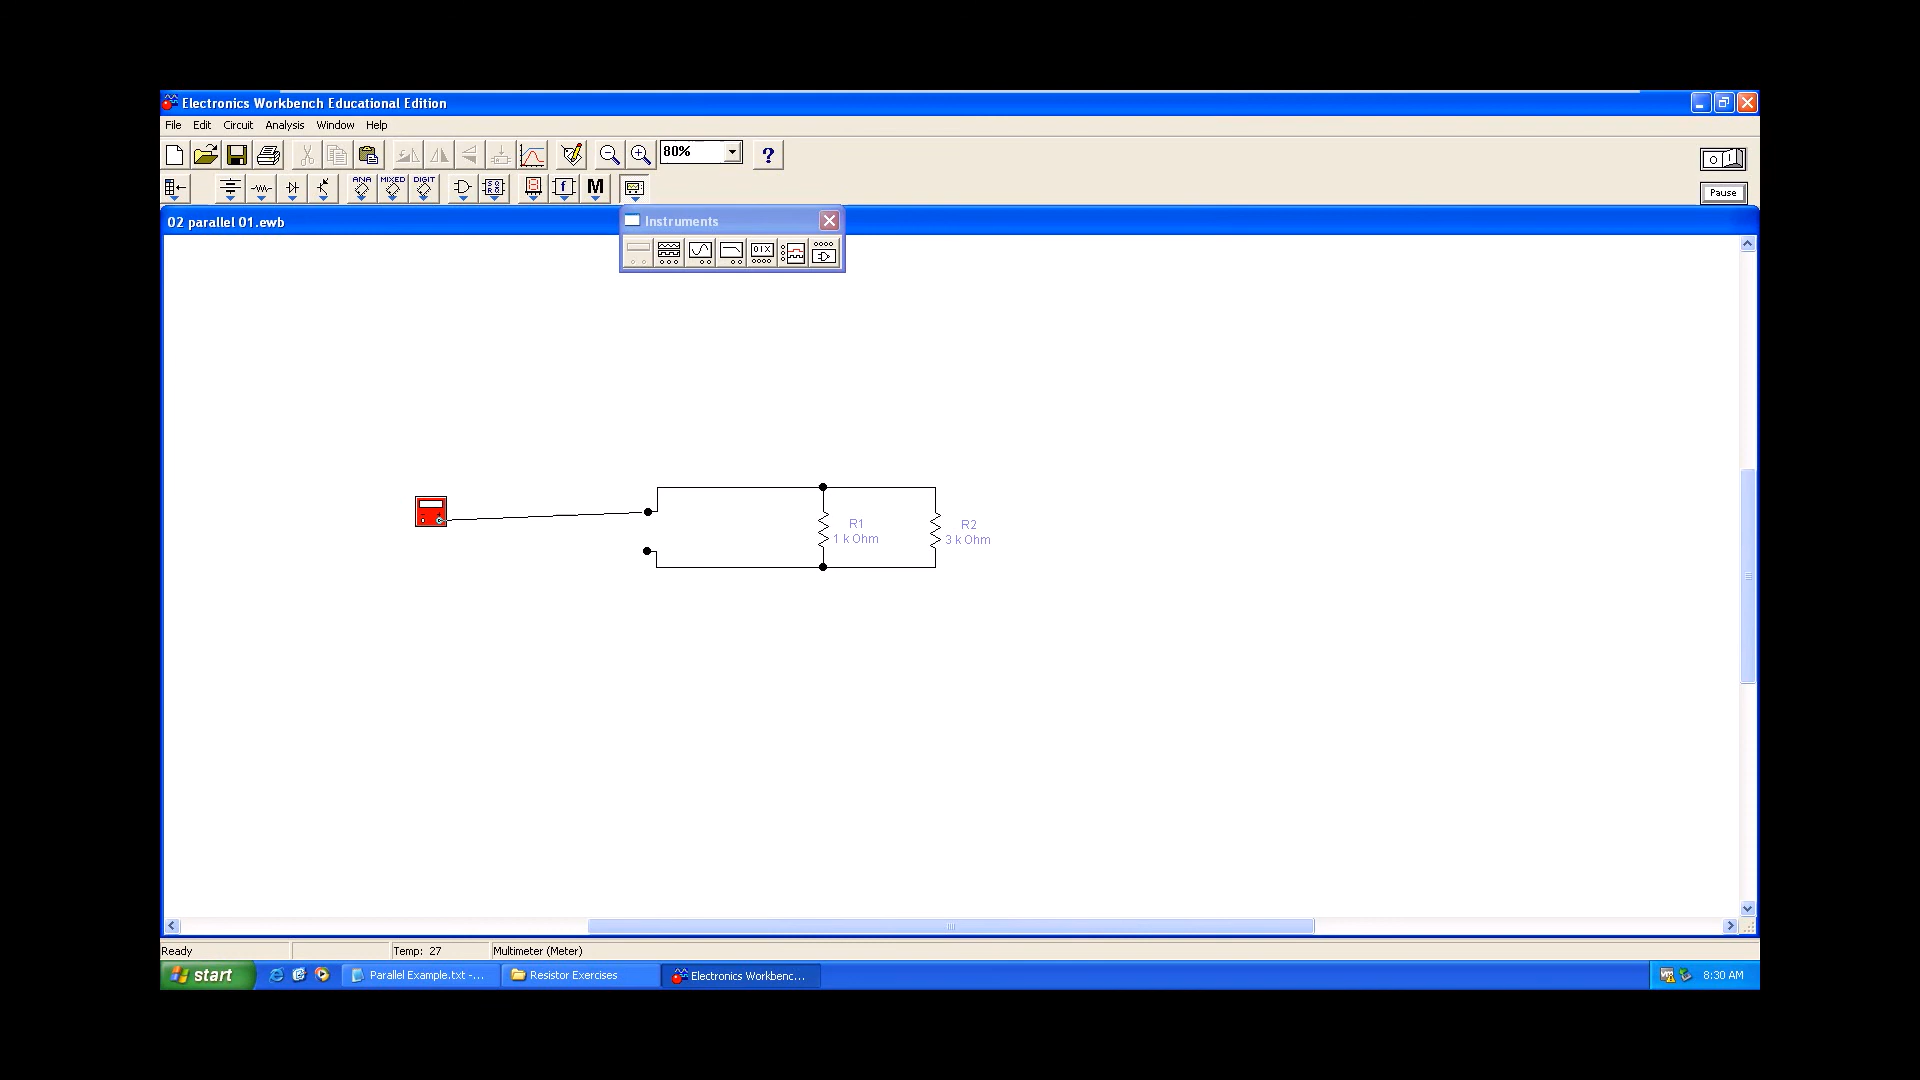 Electronics Workbench Educational Edition
File Edit Circuit Analysis Window Help
80%
?
ANA MIXED DIGIT
f M
Pause
02 parallel 01.ewb
Instruments
R1
1 k Ohm
R2
3 k Ohm
Ready
Temp: 27
Multimeter (Meter)
start
Parallel Example.txt -...
Resistor Exercises
Electronics Workbenc...
8:30 AM